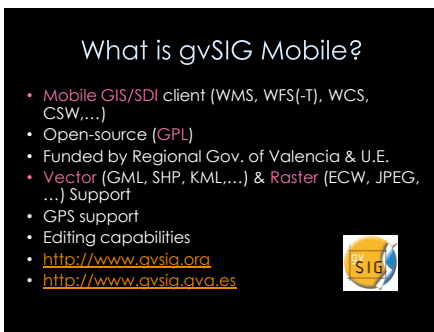 What is gvSIG Mobile?
• Mobile GIS/SDI client (WMS, WFS(-T), WCS,
CSW,…)
• Open-source (GPL)
• Funded by Regional Gov. of Valencia & U.E.
• Vector (GML, SHP, KML,…) & Raster (ECW, JPEG,
…) Support
• GPS support
• Editing capabilities
• http://www.gvsig.org
• http://www.gvsig.gva.es
gv
SIG